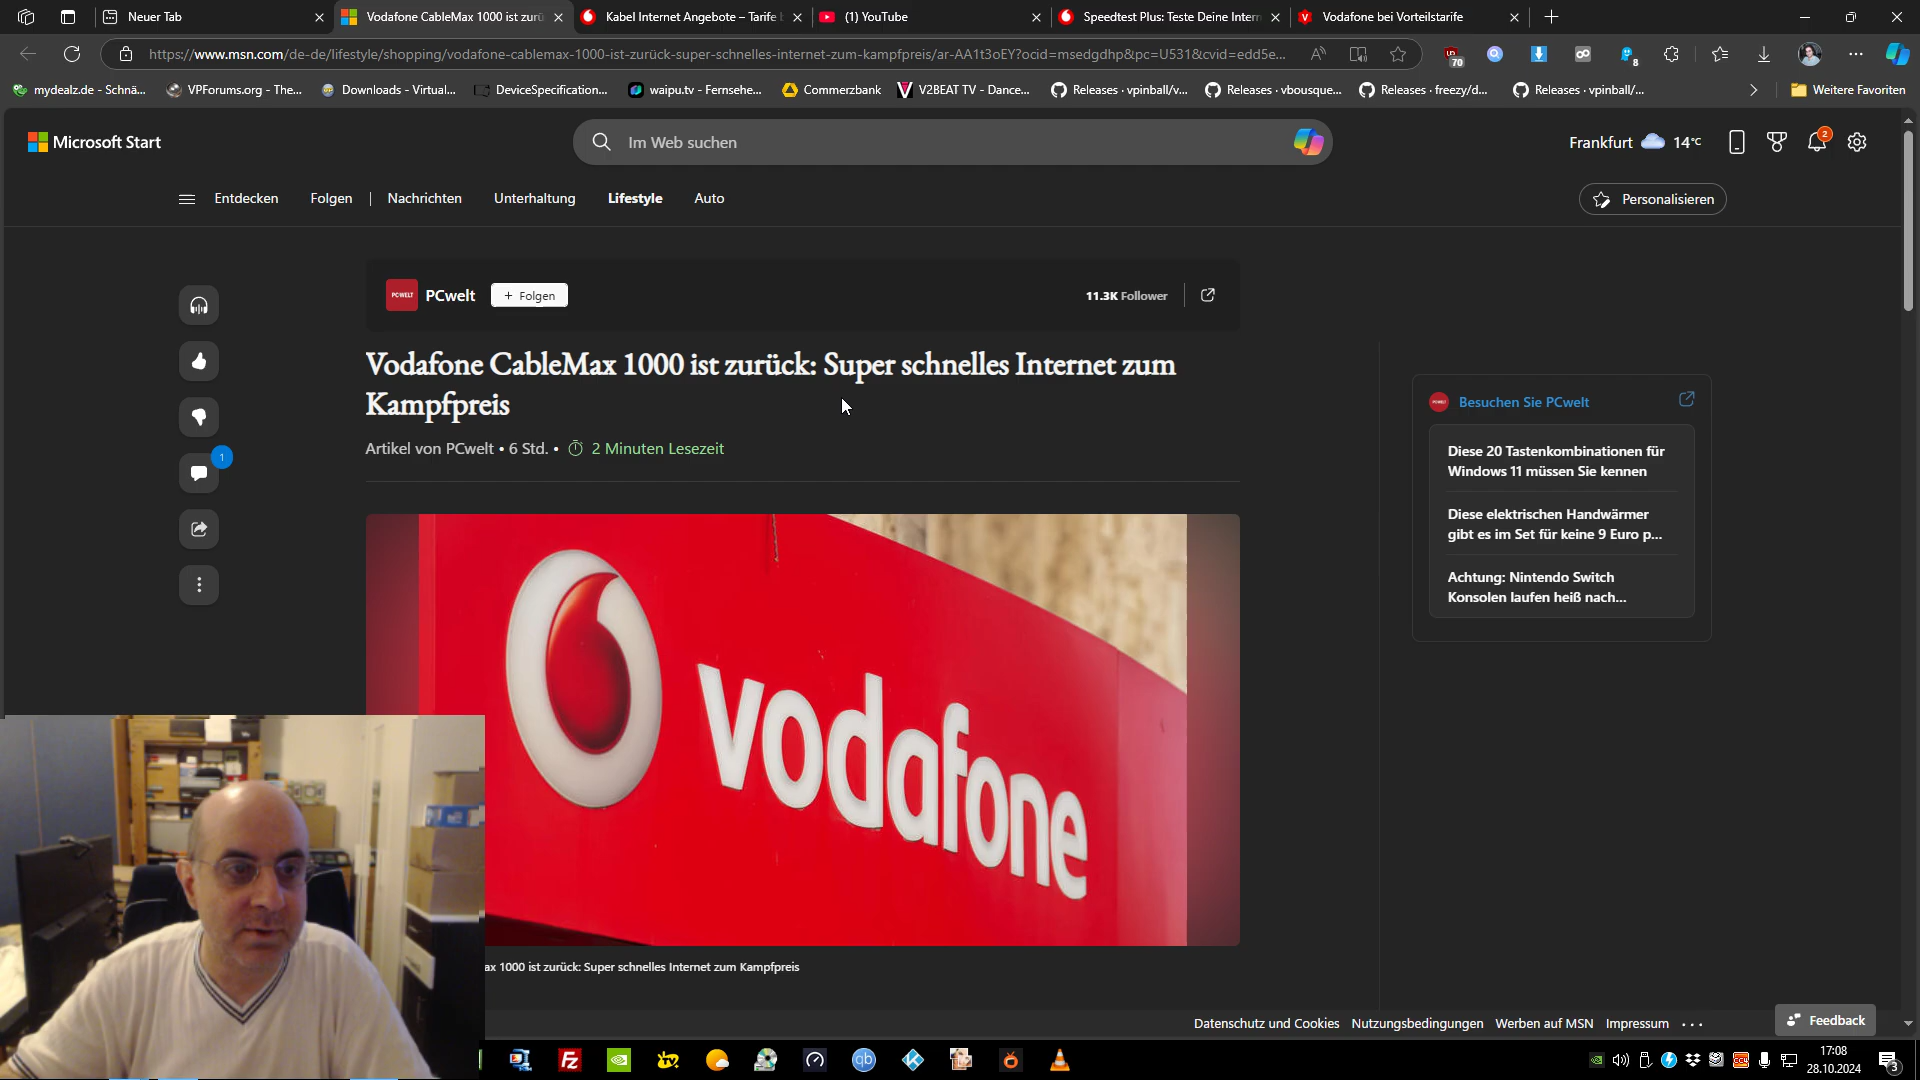 Neuer Tab
Vodafone CableMax 1000 ist zurü
Kabel Internet Angebote – Tarife
(1) YouTube
Speedtest Plus: Teste Deine Intern
Vodafone bei Vorteilstarife
https://www.msn.com/de-de/lifestyle/shopping/vodafone-cablemax-1000-ist-zurück-super-schnelles-internet-zum-kampfpreis/ar-AA1t3oEY?ocid=msedgdhp&pc=U531&cvid=edd5e...
70
8
mydealz.de - Schnä...
VPForums.org - The...
Downloads - Virtual...
DeviceSpecification...
waipu.tv - Fernsehe...
Commerzbank
V2BEAT TV - Dance...
Releases · vpinball/v...
Releases · vbousque...
Releases · freezy/d...
Releases · vpinball/...
Weitere Favoriten
Microsoft Start
Im Web suchen
Frankfurt
14°C
2
Entdecken
Folgen
Nachrichten
Unterhaltung
Lifestyle
Auto
Personalisieren
PCWELT
PCwelt
+ Folgen
11.3K Follower
Vodafone CableMax 1000 ist zurück: Super schnelles Internet zum
Kampfpreis
Artikel von PCwelt • 6 Std. • 2 Minuten Lesezeit
1
Besuchen Sie PCwelt
Diese 20 Tastenkombinationen für
Windows 11 müssen Sie kennen
Diese elektrischen Handwärmer
gibt es im Set für keine 9 Euro p...
Achtung: Nintendo Switch
Konsolen laufen heiß nach...
vodafone
ax 1000 ist zurück: Super schnelles Internet zum Kampfpreis
Datenschutz und Cookies
Nutzungsbedingungen
Werben auf MSN
Impressum
...
Feedback
17:08
28.10.2024
3